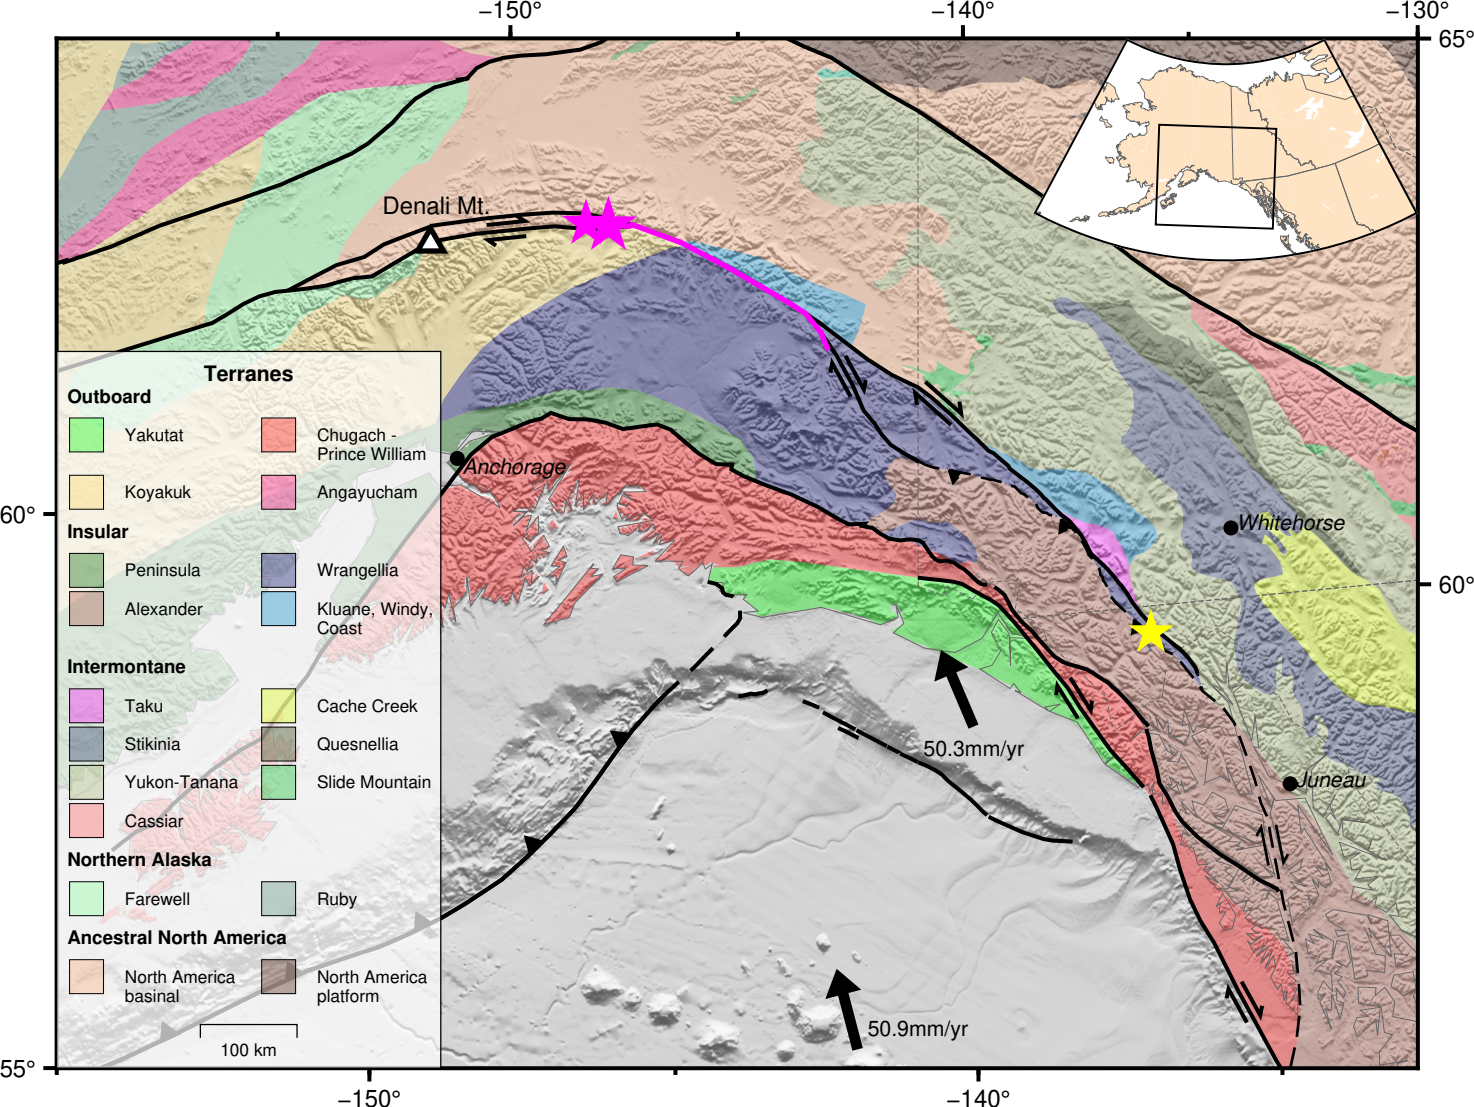 −150°
−140°
−130°
65°
Denali Mt.
Terranes
Outboard
Yakutat
Chugach -
Prince William
Anchorage
Koyakuk
Angayucham
60°
Insular
Whitehorse
Peninsula
Wrangellia
60°
Alexander
Kluane, Windy,
Coast
Intermontane
Taku
Cache Creek
Stikinia
Quesnellia
50.3mm/yr
Yukon-Tanana
Slide Mountain
Juneau
Cassiar
Northern Alaska
Farewell
Ruby
Ancestral North America
North America
basinal
North America
platform
50.9mm/yr
100 km
55°
−150°
−140°